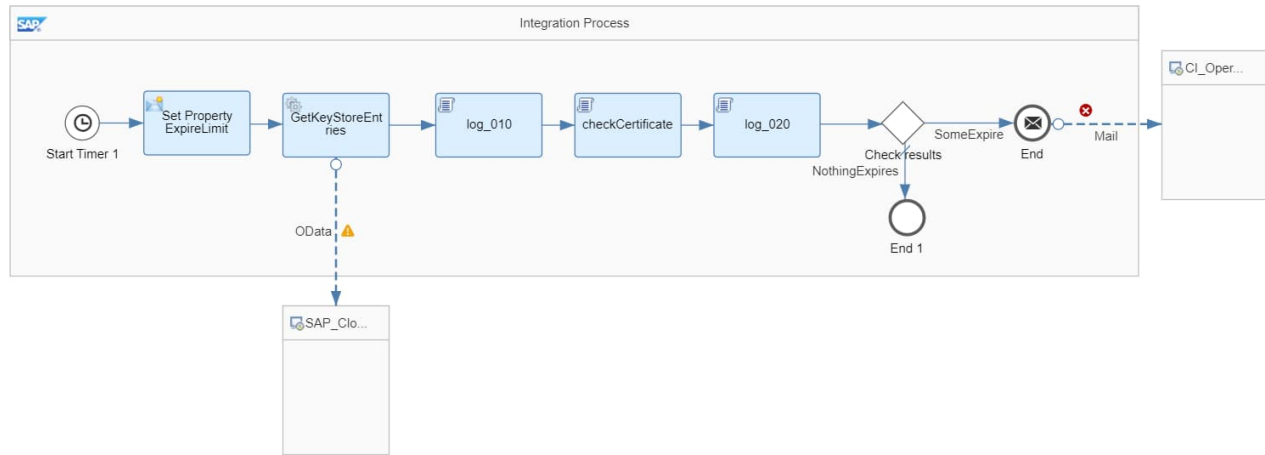 SAP
Integration Process
CI_Oper...
Set Property
ExpireLimit
GetKeyStoreEnt
ries
log_010
checkCertificate
log_020
Start Timer 1
SomeExpire
End
Mail
Check results
NothingExpires
End 1
OData
SAP_Clo...